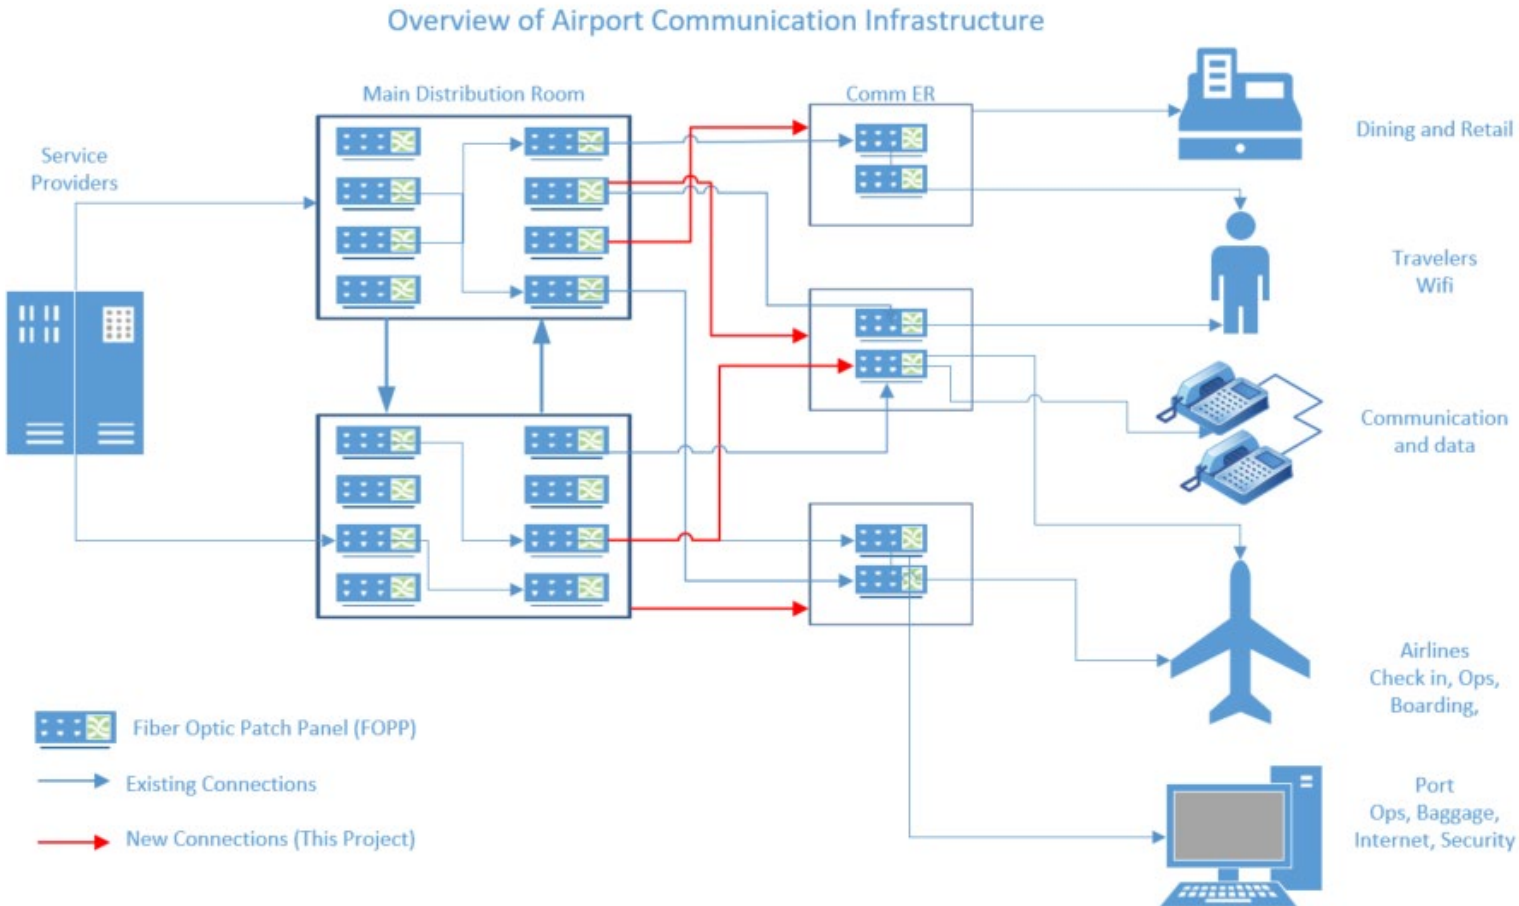 Overview of Airport Communication Infrastructure
Main Distribution Room
Comm ER
Service
Providers
Dining and Retail
Travelers
Wifi
Communication
and data
Airlines
Check in, Ops,
Boarding,
Port
Ops, Baggage,
Internet, Security
Fiber Optic Patch Panel (FOPP)
Existing Connections
New Connections (This Project)